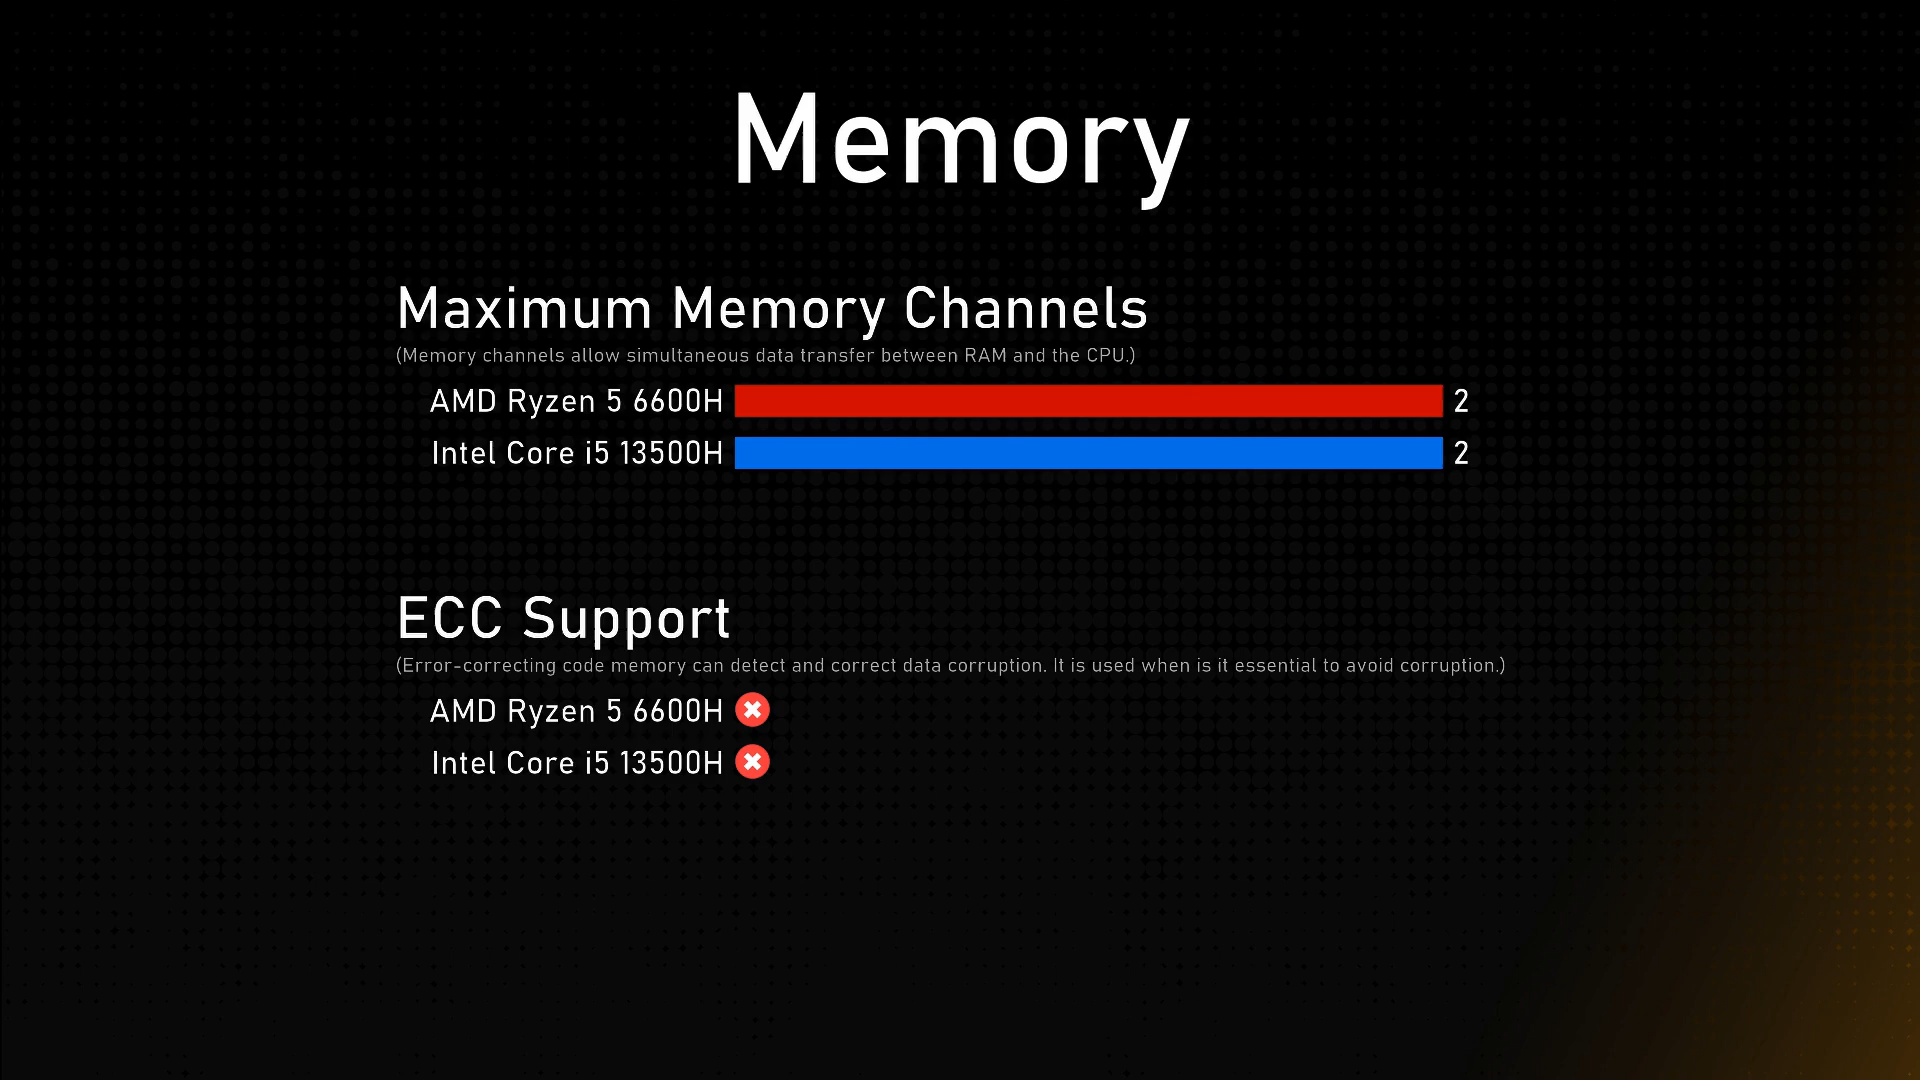 Memory
Maximum Memory Channels
(Memory channels allow simultaneous data transfer between RAM and the CPU.)
AMD Ryzen 5 6600H 2
Intel Core i5 13500H 2
ECC Support
(Error-correcting code memory can detect and correct data corruption. It is used when is it essential to avoid corruption.)
AMD Ryzen 5 6600H
Intel Core i5 13500H